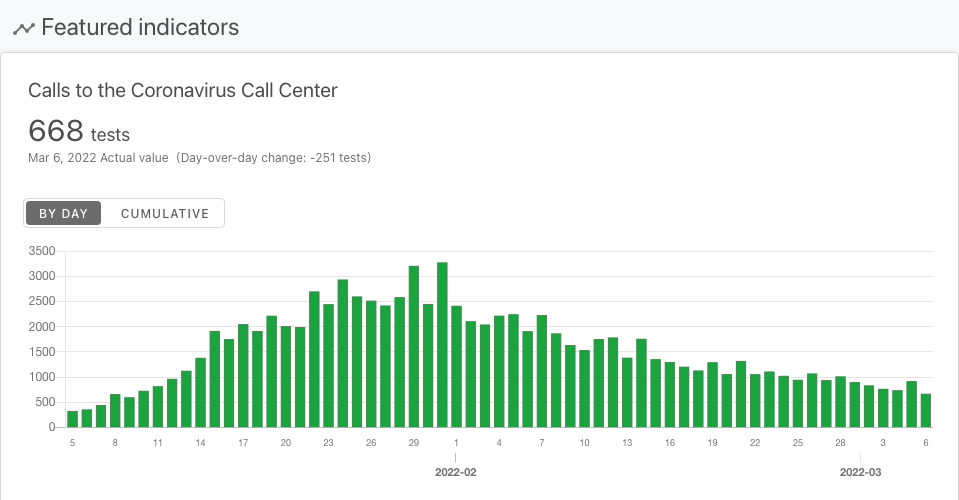 Featured indicators
Calls to the Coronavirus Call Center
668 tests
Mar 6, 2022 Actual value (Day-over-day change: -251 tests)
BY DAY CUMULATIVE
3500
3000
2500
2000
1500
1000
500
0
5 8 11 14 17 20 23 26 29 1 4 7 10 13 16 19 22 25 28 3 6
2022-02 2022-03